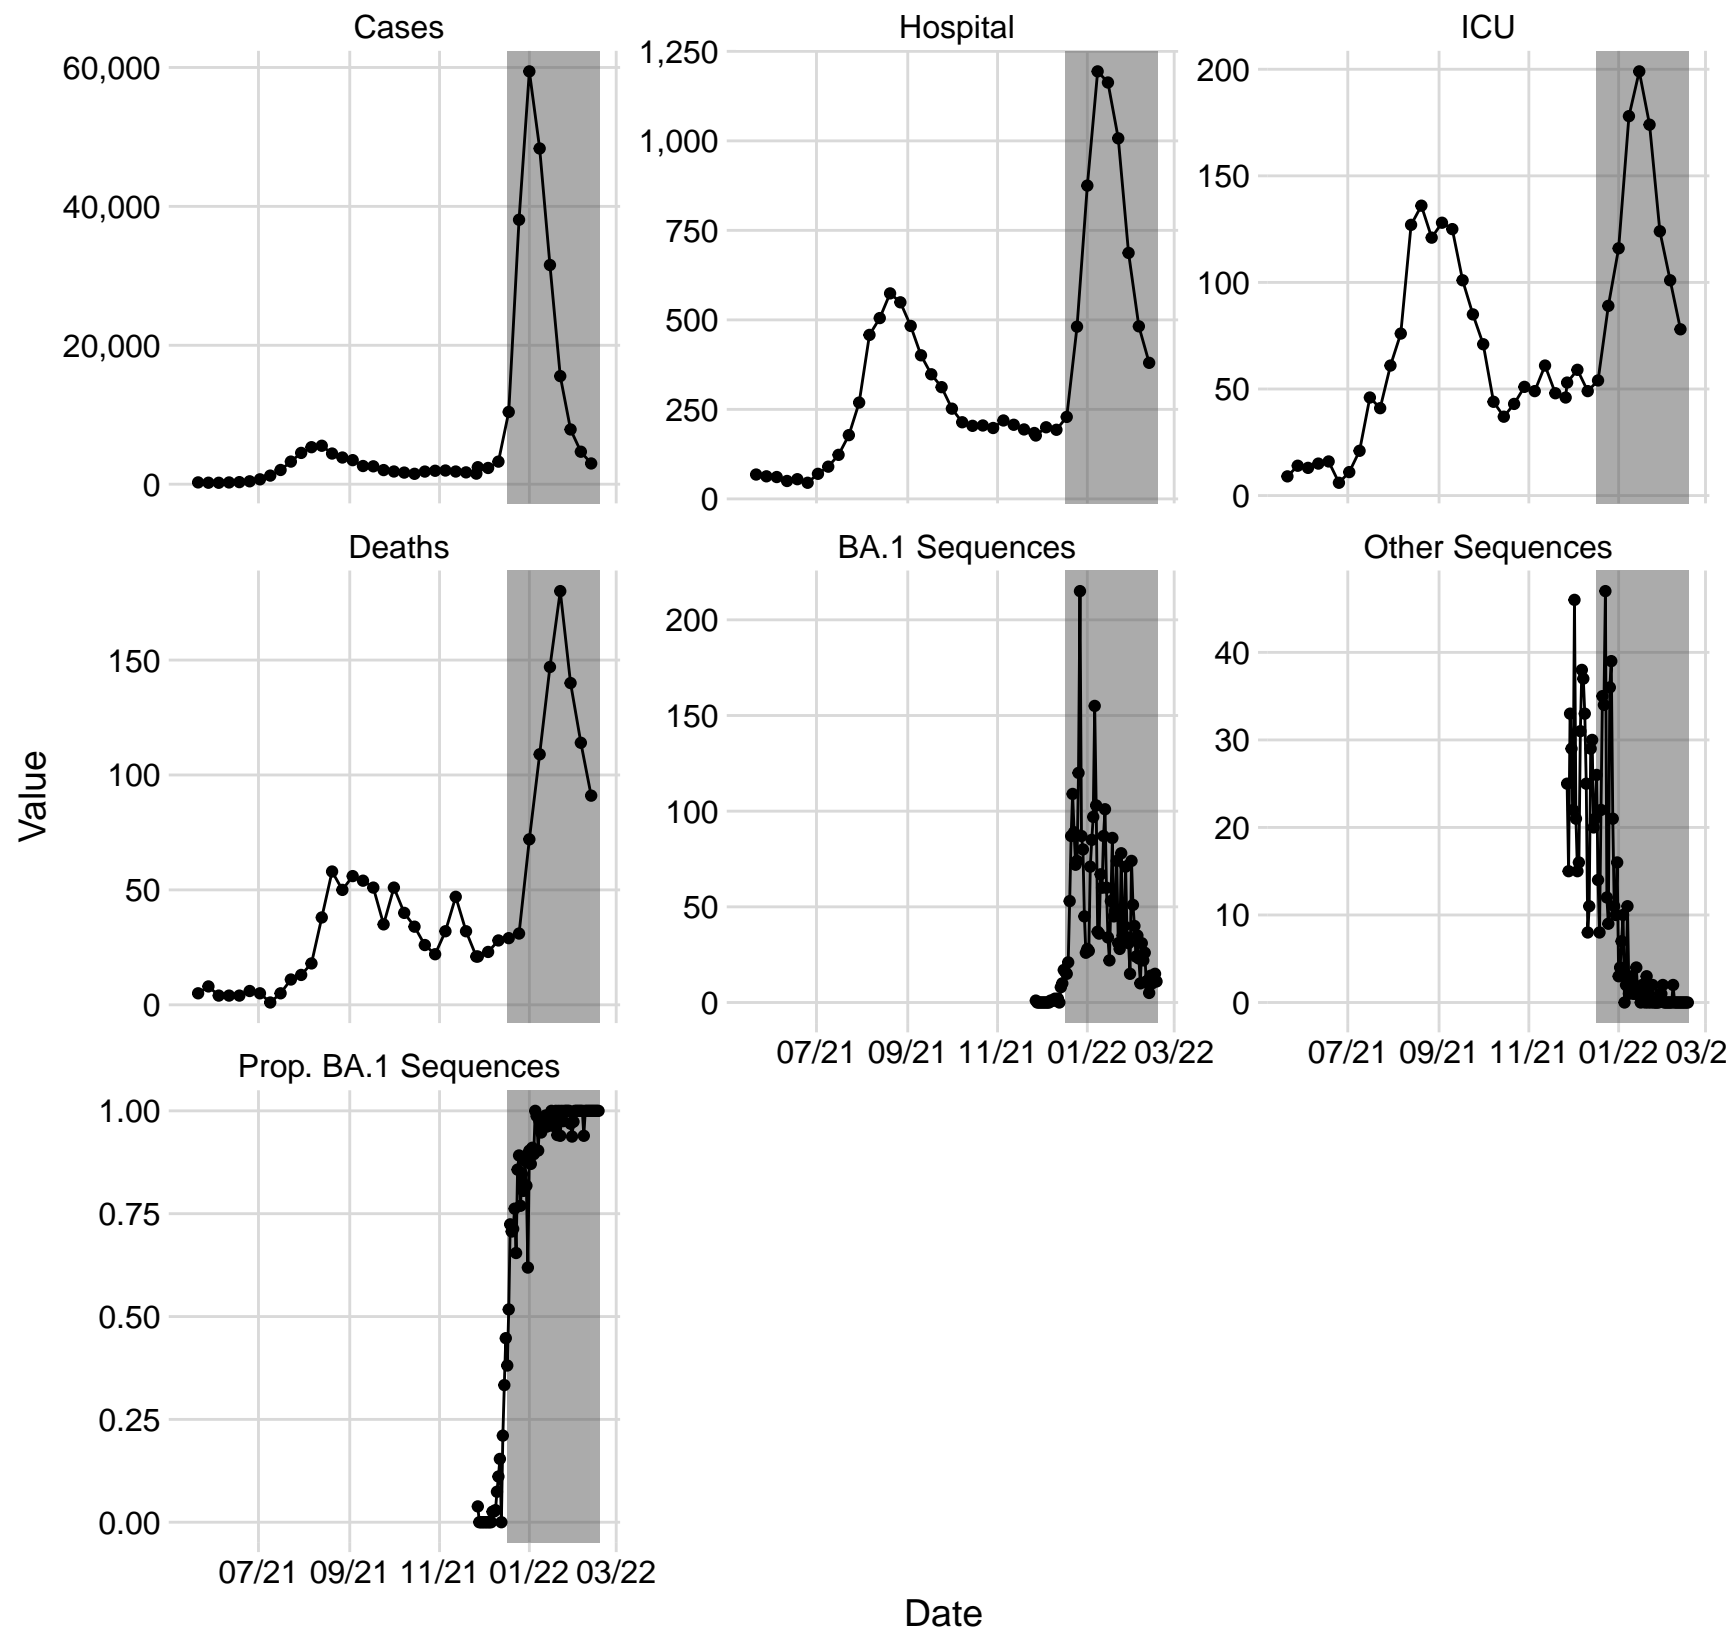 Cases
60,000
40,000
20,000
0
Hospital
1,250
1,000
750
500
250
0
ICU
200
150
100
50
0
Deaths
150
100
50
0
BA.1 Sequences
200
150
100
50
0
07/21 09/21 11/21 01/22 03/22
Other Sequences
40
30
20
10
0
07/21 09/21 11/21 01/22 03/2
Prop. BA.1 Sequences
1.00
0.75
0.50
0.25
0.00
07/21 09/21 11/21 01/22 03/22
Value
Date